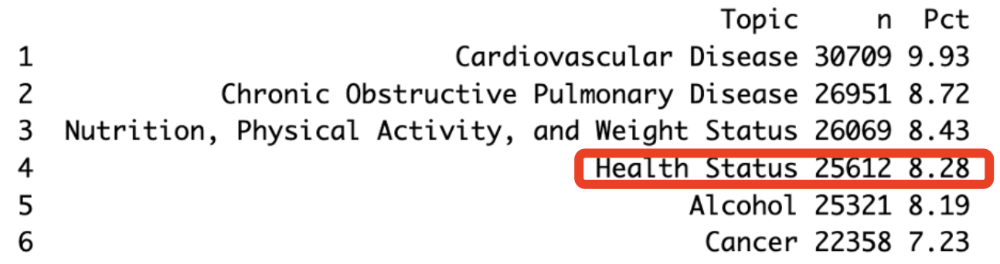 Topic n Pct
1 Cardiovascular Disease 30709 9.93
2 Chronic Obstructive Pulmonary Disease 26951 8.72
3 Nutrition, Physical Activity, and Weight Status 26069 8.43
4 Health Status 25612 8.28
5 Alcohol 25321 8.19
6 Cancer 22358 7.23